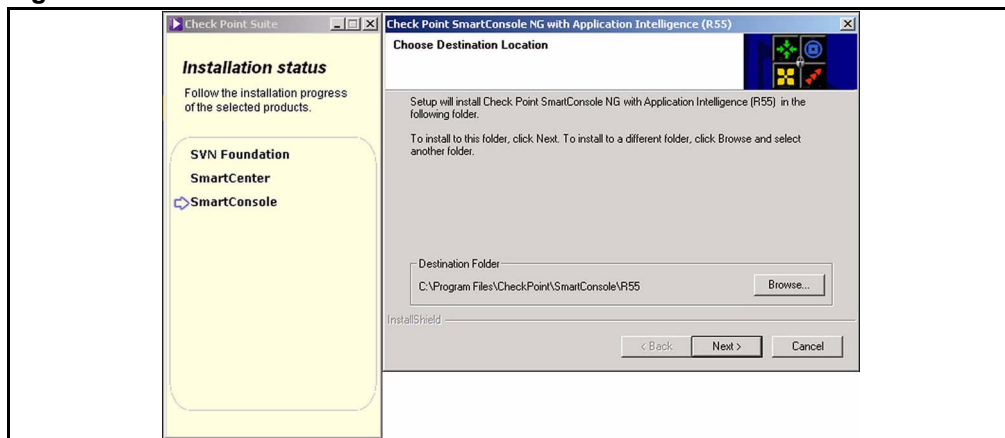 Check Point Suite
Installation status
Follow the installation progress
of the selected products.
SVN Foundation
SmartCenter
SmartConsole
Check Point SmartConsole NG with Application Intelligence (R55)
Choose Destination Location
Setup will install Check Point SmartConsole NG with Application Intelligence (R55) in the
following folder.
To install to this folder, click Next. To install to a different folder, click Browse and select
another folder.
Destination Folder
C:\Program Files\CheckPoint\SmartConsole\R55
Browse...
InstallShield
< Back
Next >
Cancel